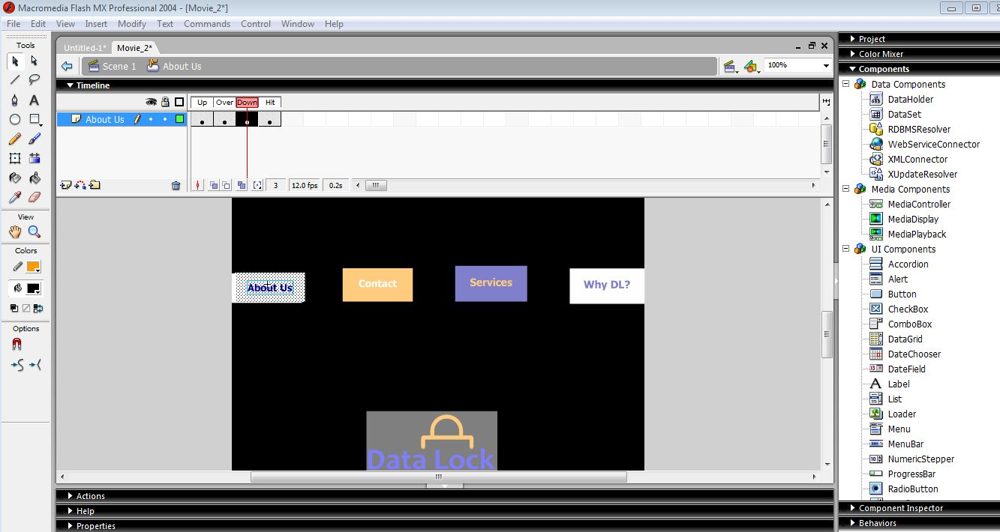 Macromedia Flash MX Professional 2004 - [Movie_2*]
File Edit View Insert Modify Text Commands Control Window Help
Tools
View
Colors
Options
Untitled-1* Movie_2*
Scene 1 About Us 100%
Timeline
Up Over Down Hit
About Us
3 12.0 fps 0.2s
About Us Contact Services Why DL?
Data Lock
Actions
Help
Properties
Project
Color Mixer
Components
Data Components
DataHolder
DataSet
RDBMSResolver
WebServiceConnector
XMLConnector
XUpdateResolver
Media Components
MediaController
MediaDisplay
MediaPlayback
UI Components
Accordion
Alert
Button
CheckBox
ComboBox
DataGrid
DateChooser
DateField
Label
List
Loader
Menu
MenuBar
NumericStepper
ProgressBar
RadioButton
Component Inspector
Behaviors